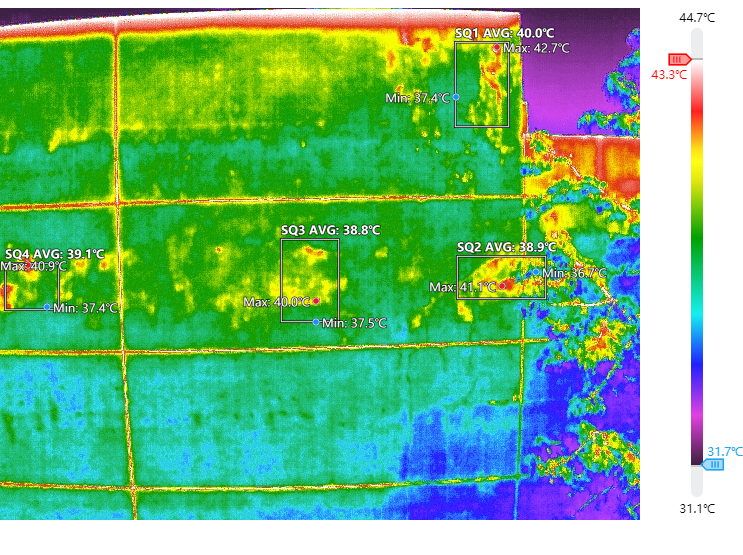 44.7℃
SQ1 AVG: 40.0℃
Max: 42.7℃
43.3℃
Min: 37.4℃
SQ3 AVG: 38.8℃
SQ4 AVG: 39.1℃
SQ2 AVG: 38.9℃
Max: 40.9℃
Min: 36.7℃
Max: 41.1℃
Max: 40.0℃
Min: 37.4℃
Min: 37.5℃
31.7℃
31.1℃